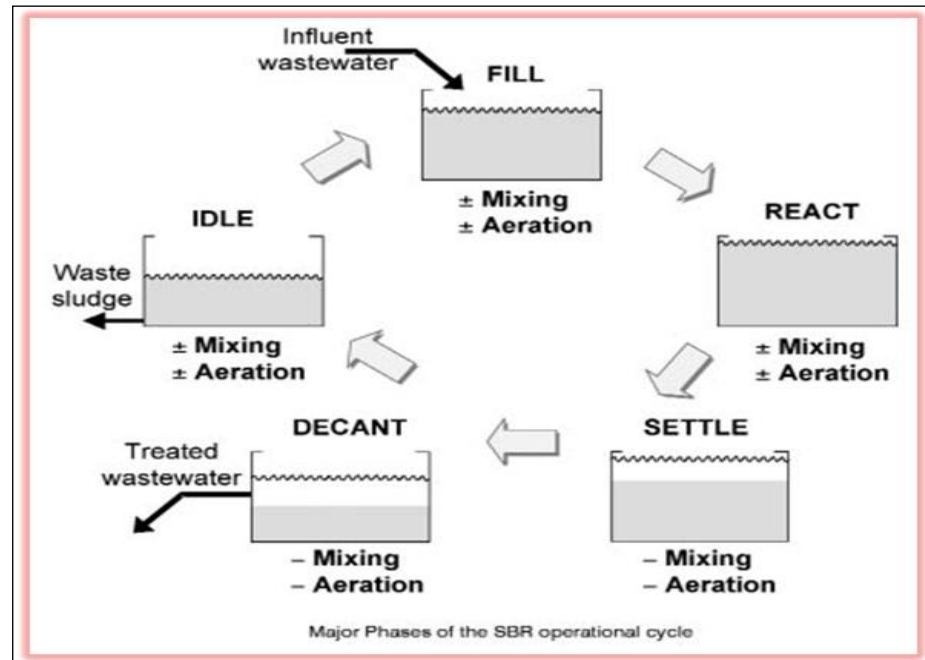 Influent
wastewater
FILL
± Mixing
± Aeration
REACT
± Mixing
± Aeration
SETTLE
– Mixing
– Aeration
DECANT
Treated
wastewater
– Mixing
– Aeration
IDLE
Waste
sludge
± Mixing
± Aeration
Major Phases of the SBR operational cycle